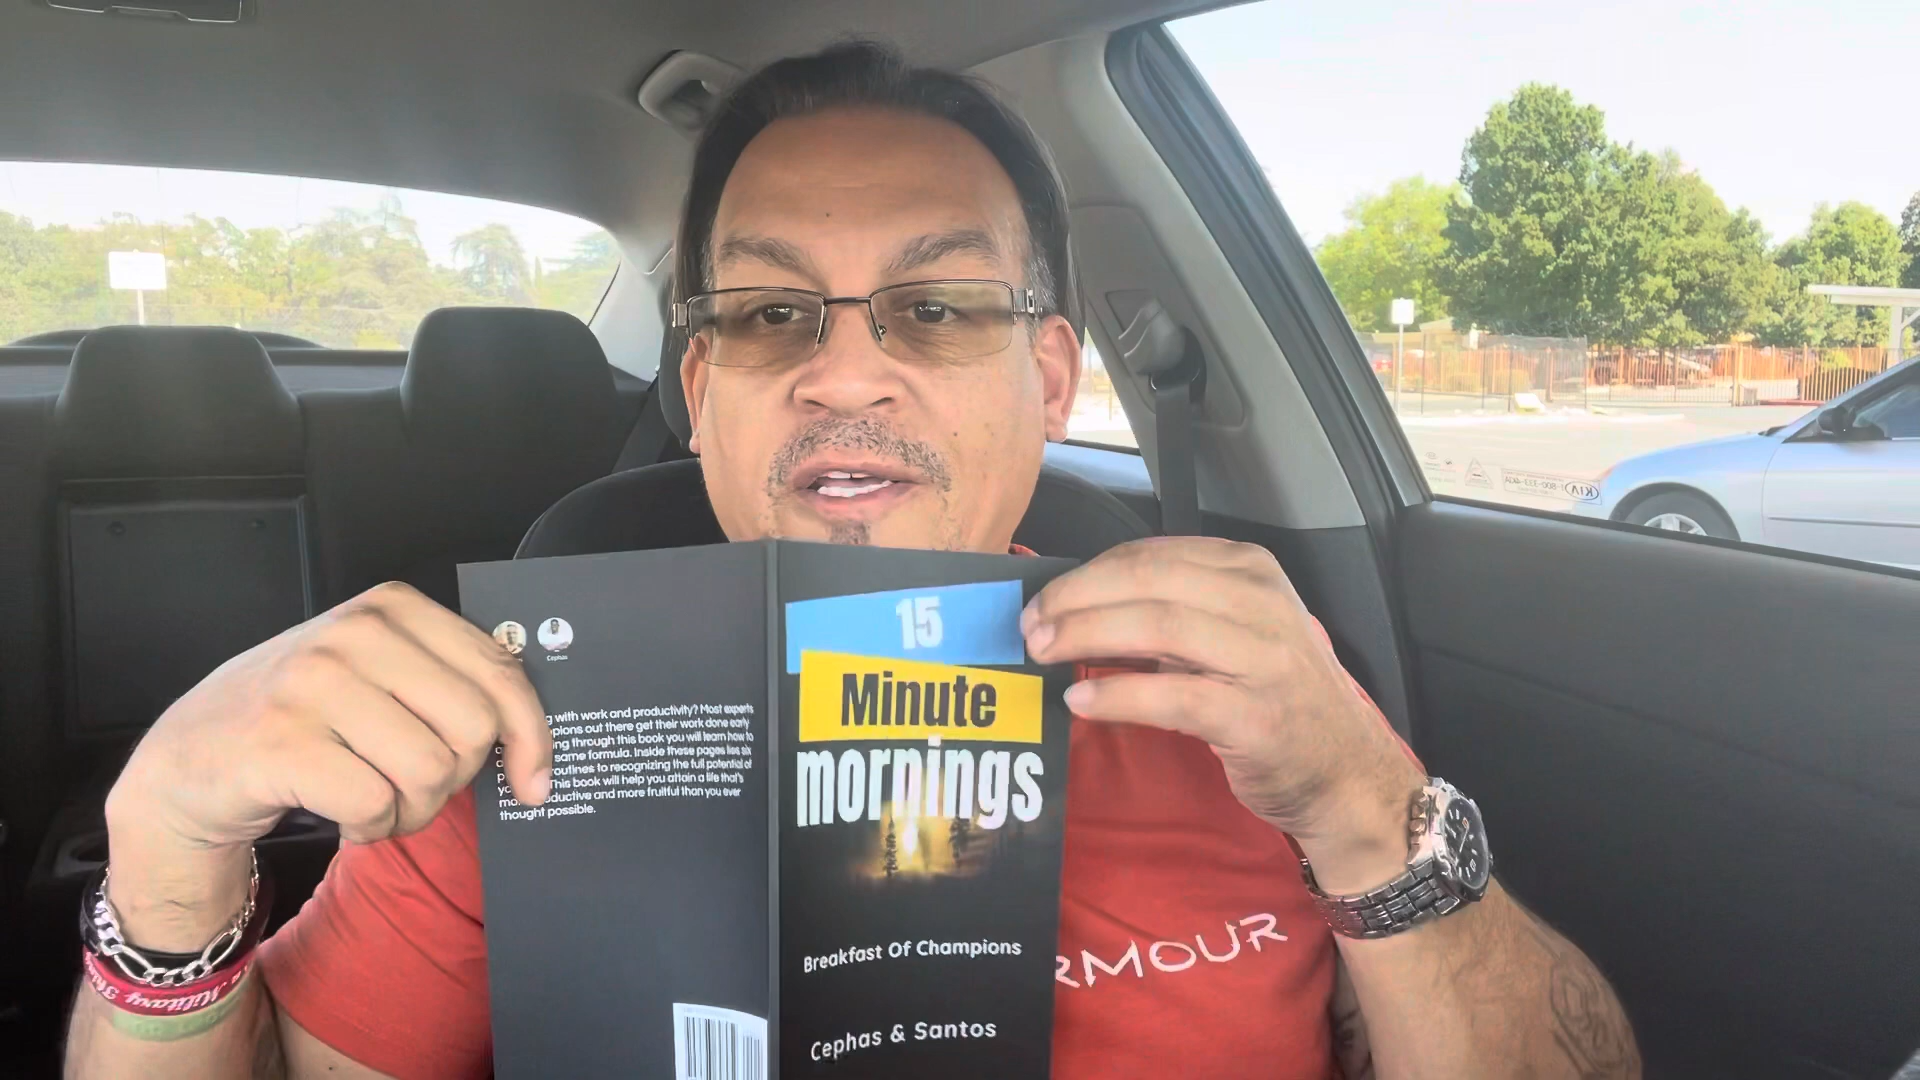 Cephas
g with work and productivity? Most experts
pions out there get their work done early
ing through this book you will learn how to
same formula. Inside these pages lies six
routines to recognizing the full potential of
This book will help you attain a life that's
oductive and more fruitful than you ever
thought possible.
15
Minute
mornings
Breakfast Of Champions
Cephas & Santos
RMOUR
Military
KIA